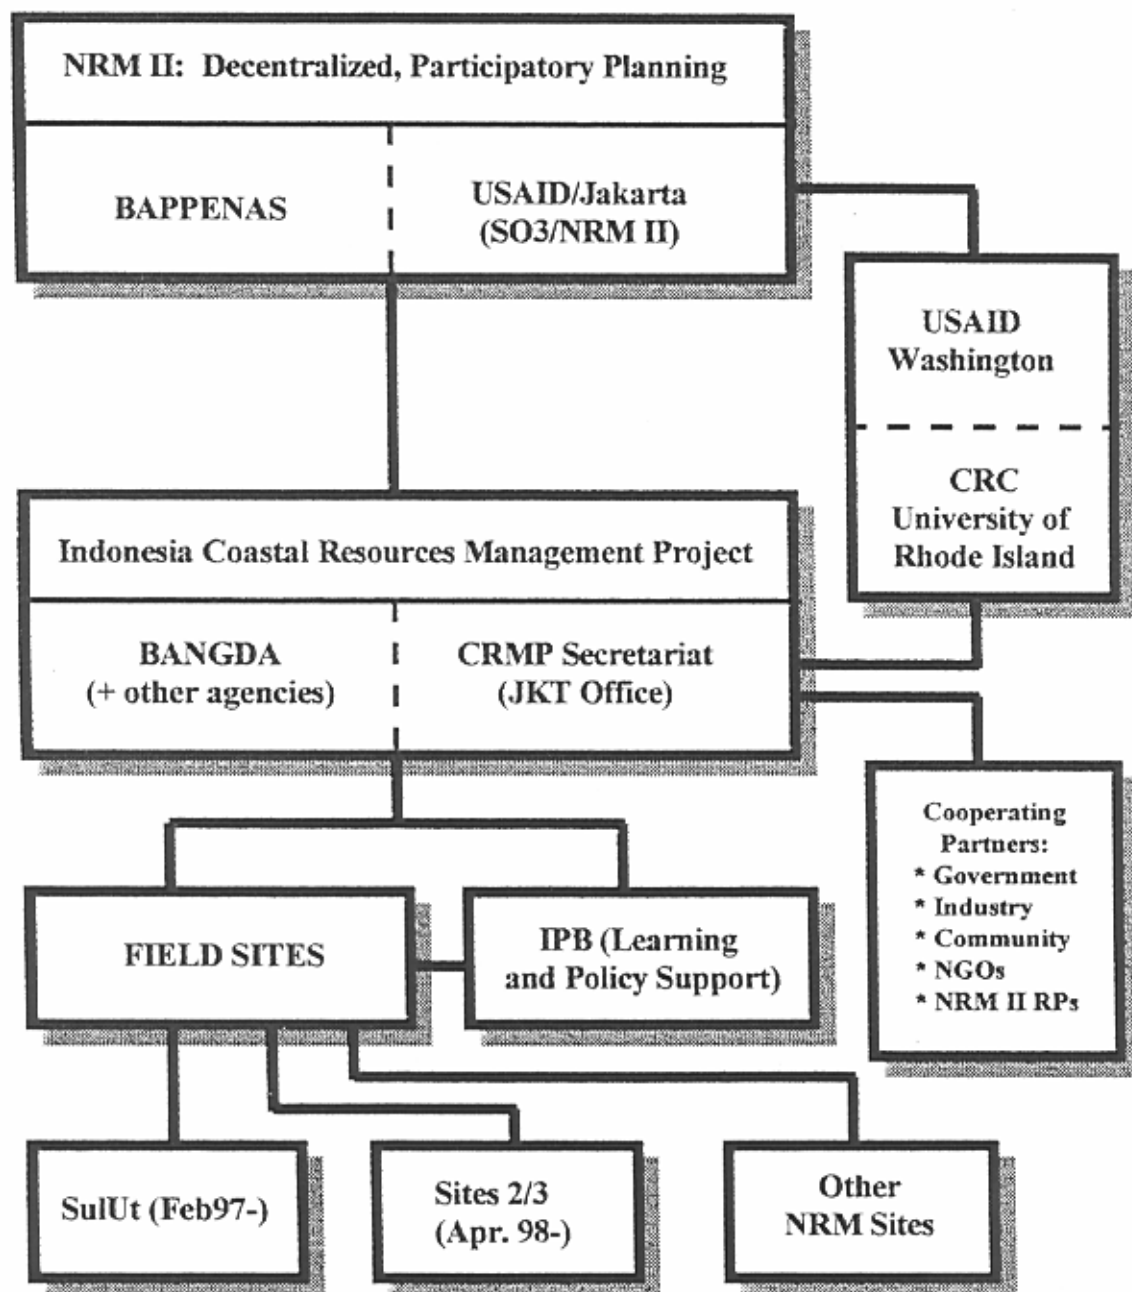 NRM II: Decentralized, Participatory Planning
BAPPENAS
USAID/Jakarta
(SO3/NRM II)
USAID
Washington
CRC
University of
Rhode Island
Indonesia Coastal Resources Management Project
BANGDA
(+ other agencies)
CRMP Secretariat
(JKT Office)
Cooperating
Partners:
* Government
* Industry
* Community
* NGOs
* NRM II RPs
FIELD SITES
IPB (Learning
and Policy Support)
SulUt (Feb97-)
Sites 2/3
(Apr. 98-)
Other
NRM Sites